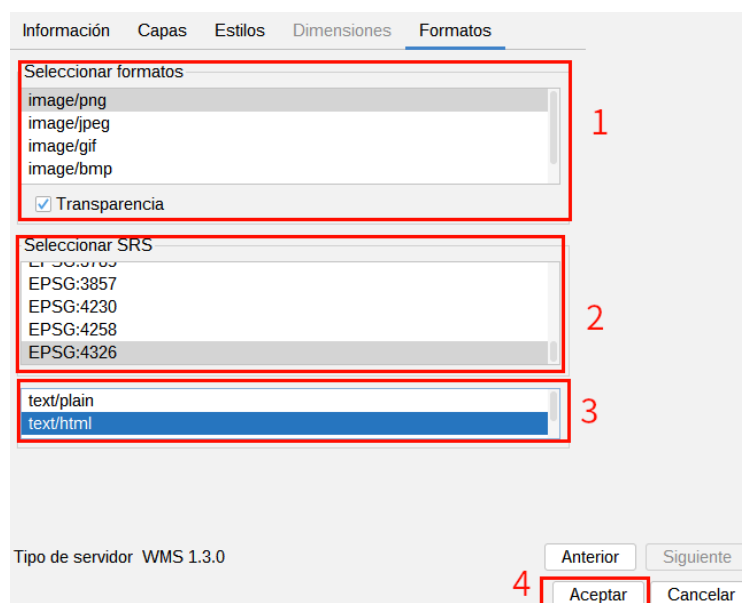 Información Capas Estilos Dimensiones Formatos
Seleccionar formatos
image/png
image/jpeg
image/gif
image/bmp
1
Transparencia
Seleccionar SRS
EPSG:3785
EPSG:3857
EPSG:4230
EPSG:4258
EPSG:4326
2
text/plain
text/html
3
Tipo de servidor WMS 1.3.0
Anterior Siguiente
4
Aceptar Cancelar